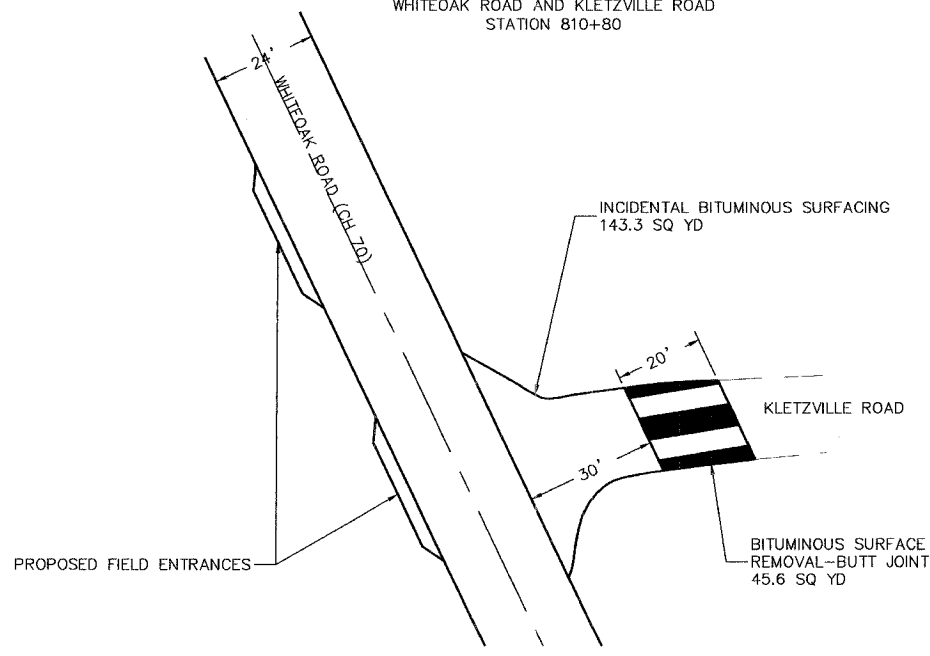 WHITEOAK ROAD AND KLETZVILLE ROAD
STATION 810+80
24'
WHITEOAK ROAD (CH 70)
INCIDENTAL BITUMINOUS SURFACING
143.3 SQ YD
20'
KLETZVILLE ROAD
30'
PROPOSED FIELD ENTRANCES
BITUMINOUS SURFACE
REMOVAL-BUTT JOINT
45.6 SQ YD